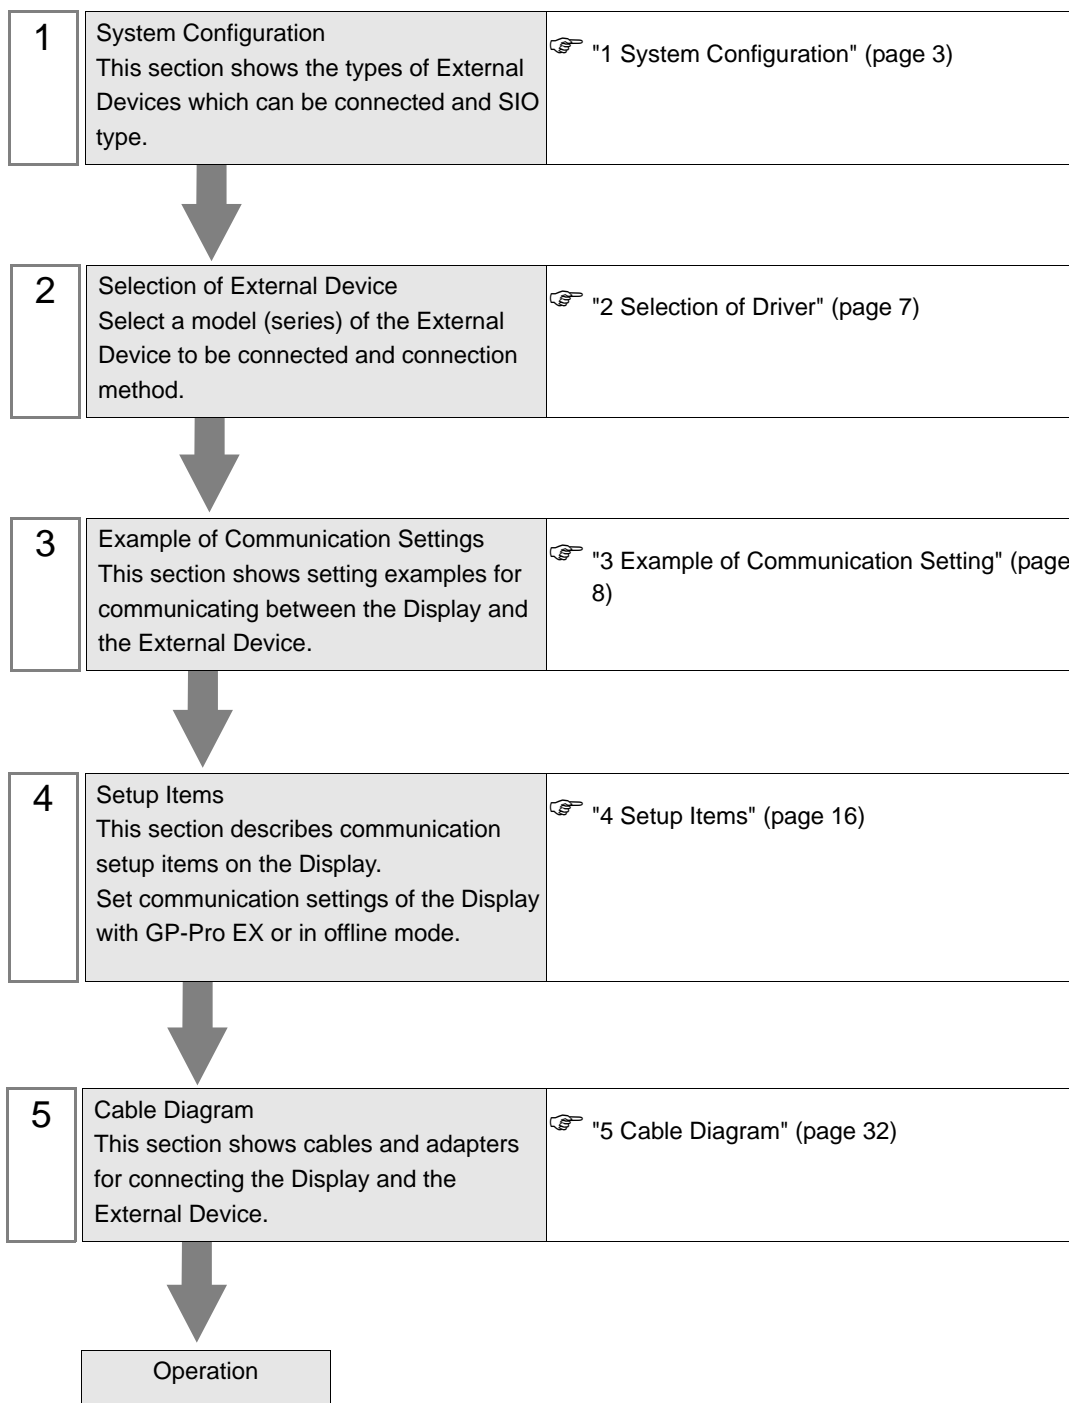 1
System Configuration
This section shows the types of External
Devices which can be connected and SIO
type.
"1 System Configuration" (page 3)
2
Selection of External Device
Select a model (series) of the External
Device to be connected and connection
method.
"2 Selection of Driver" (page 7)
3
Example of Communication Settings
This section shows setting examples for
communicating between the Display and
the External Device.
"3 Example of Communication Setting" (page
8)
4
Setup Items
This section describes communication
setup items on the Display.
Set communication settings of the Display
with GP-Pro EX or in offline mode.
"4 Setup Items" (page 16)
5
Cable Diagram
This section shows cables and adapters
for connecting the Display and the
External Device.
"5 Cable Diagram" (page 32)
Operation